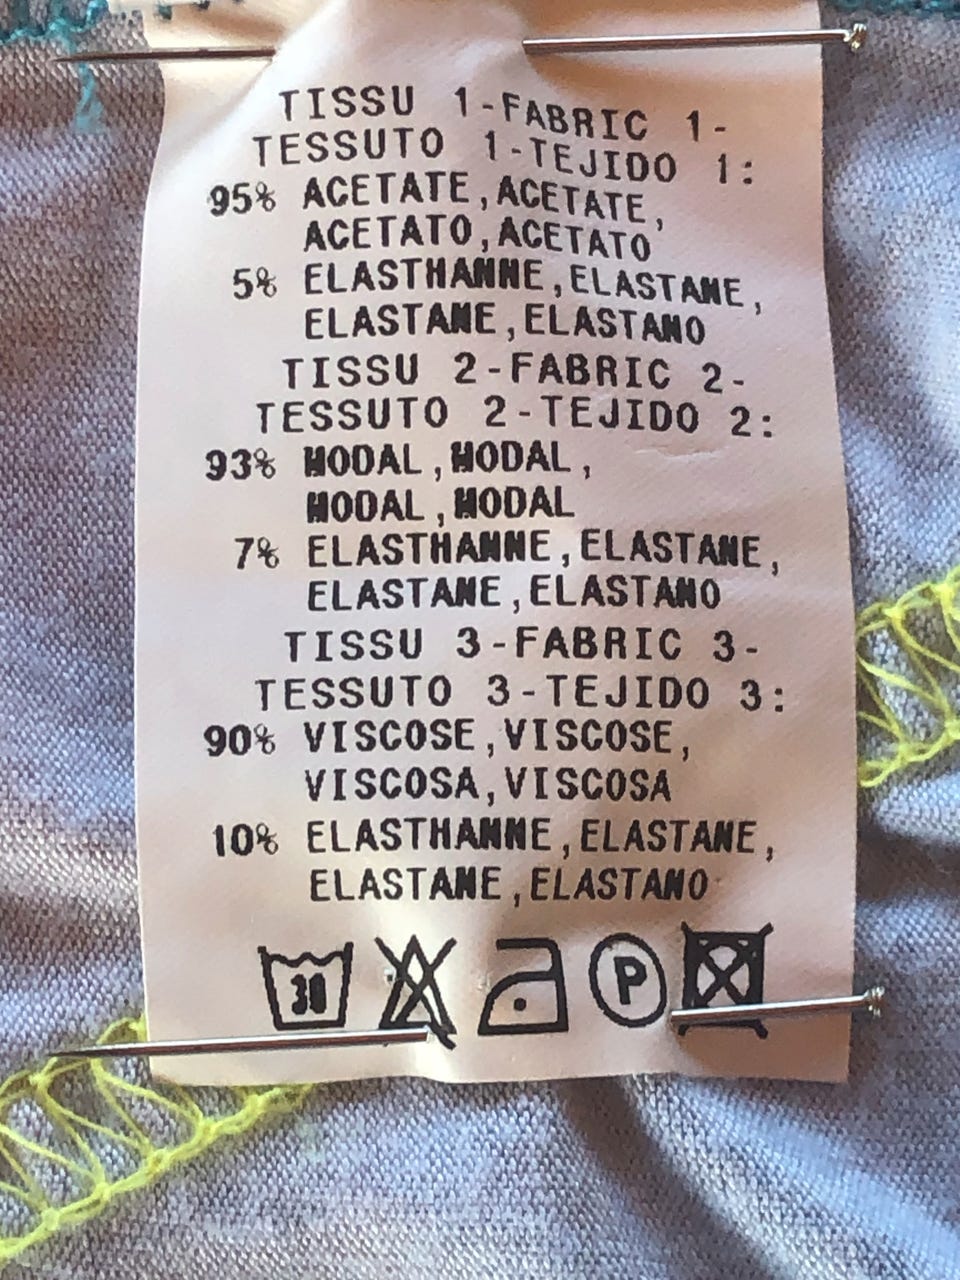 TISSU 1-FABRIC 1-
TESSUTO 1-TEJIDO 1:
95% ACETATE,ACETATE,
ACETATO,ACETATO
5% ELASTHANNE,ELASTANE,
ELASTANE,ELASTANO
TISSU 2-FABRIC 2-
TESSUTO 2-TEJIDO 2:
93% MODAL,MODAL,
MODAL,MODAL
7% ELASTHANNE,ELASTANE,
ELASTANE,ELASTANO
TISSU 3-FABRIC 3-
TESSUTO 3-TEJIDO 3:
90% VISCOSE,VISCOSE,
VISCOSA,VISCOSA
10% ELASTHANNE,ELASTANE,
ELASTANE,ELASTANO
30 P